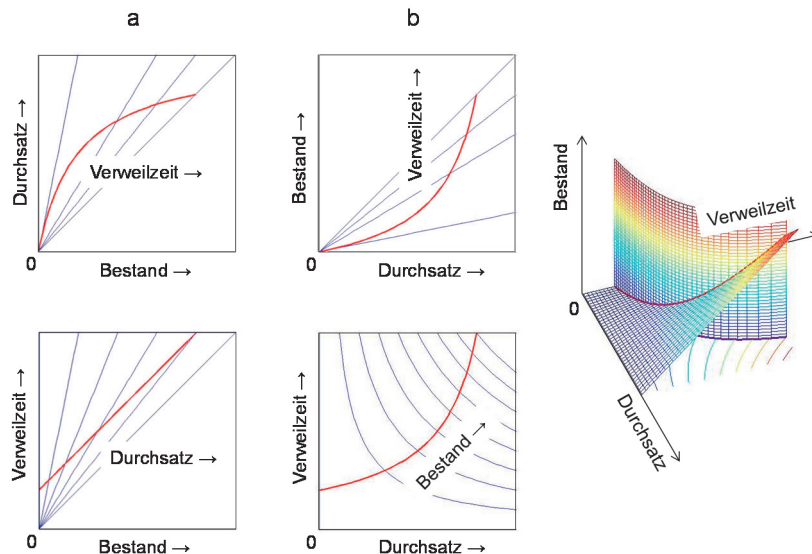 a
b
Durchsatz →
Verweilzeit →
0
Bestand →
Bestand →
Verweilzeit →
0
Durchsatz →
Bestand →
Verweilzeit
0
Durchsatz
Verweilzeit →
Durchsatz →
0
Bestand →
Verweilzeit →
Bestand →
0
Durchsatz →